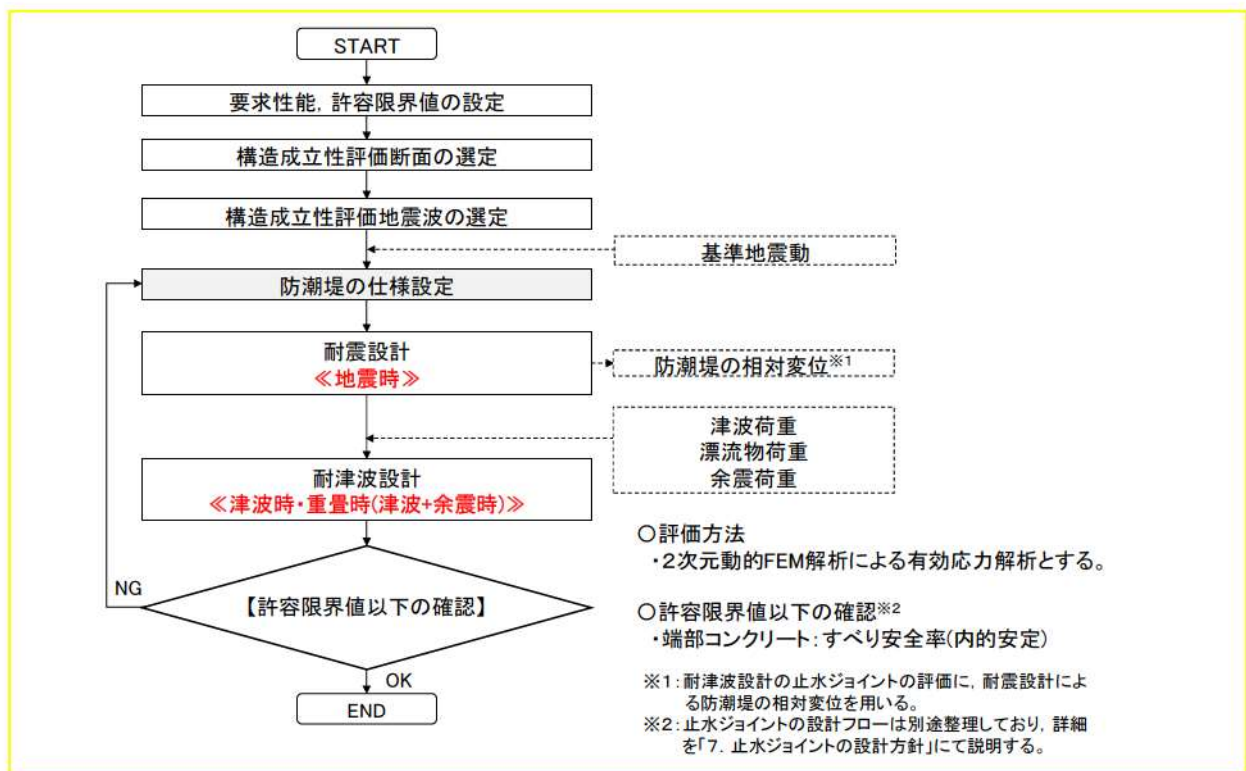 START
要求性能，許容限界値の設定
構造成立性評価断面の選定
構造成立性評価地震波の選定
基準地震動
防潮堤の仕様設定
耐震設計
≪地震時≫
防潮堤の相対変位※1
津波荷重
漂流物荷重
余震荷重
耐津波設計
≪津波時・重畳時(津波+余震時)≫
【許容限界値以下の確認】
NG
OK
END
○評価方法
・２次元動的FEM解析による有効応力解析とする。
○許容限界値以下の確認※2
・端部コンクリート：すべり安全率(内的安定)
※１：耐津波設計の止水ジョイントの評価に，耐震設計によ
る防潮堤の相対変位を用いる。
※２：止水ジョイントの設計フローは別途整理しており，詳細
を「７．止水ジョイントの設計方針」にて説明する。